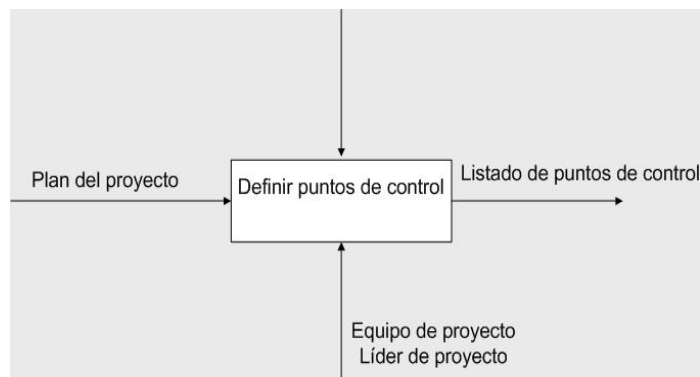 Plan del proyecto
Definir puntos de control
Listado de puntos de control
Equipo de proyecto
Líder de proyecto